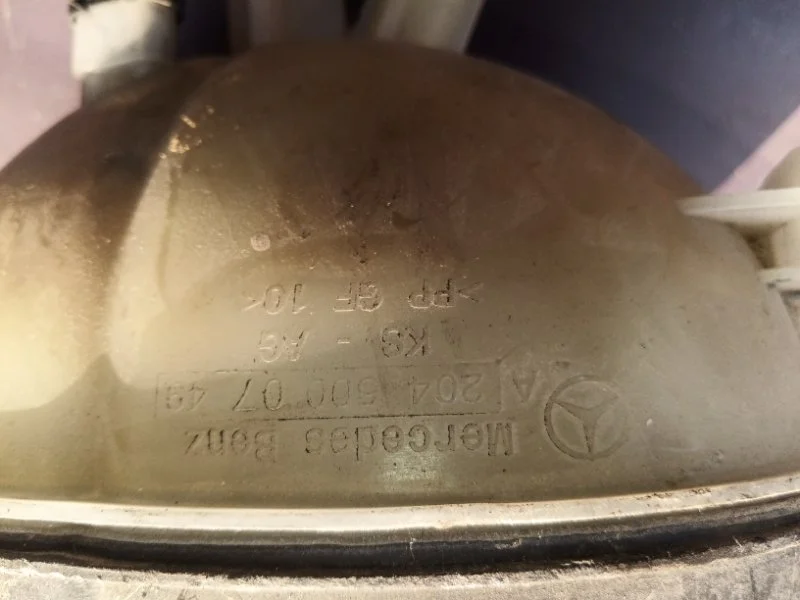 Mercedes Benz
A 204 500 07 49
KS - AG
>PP GF 10<